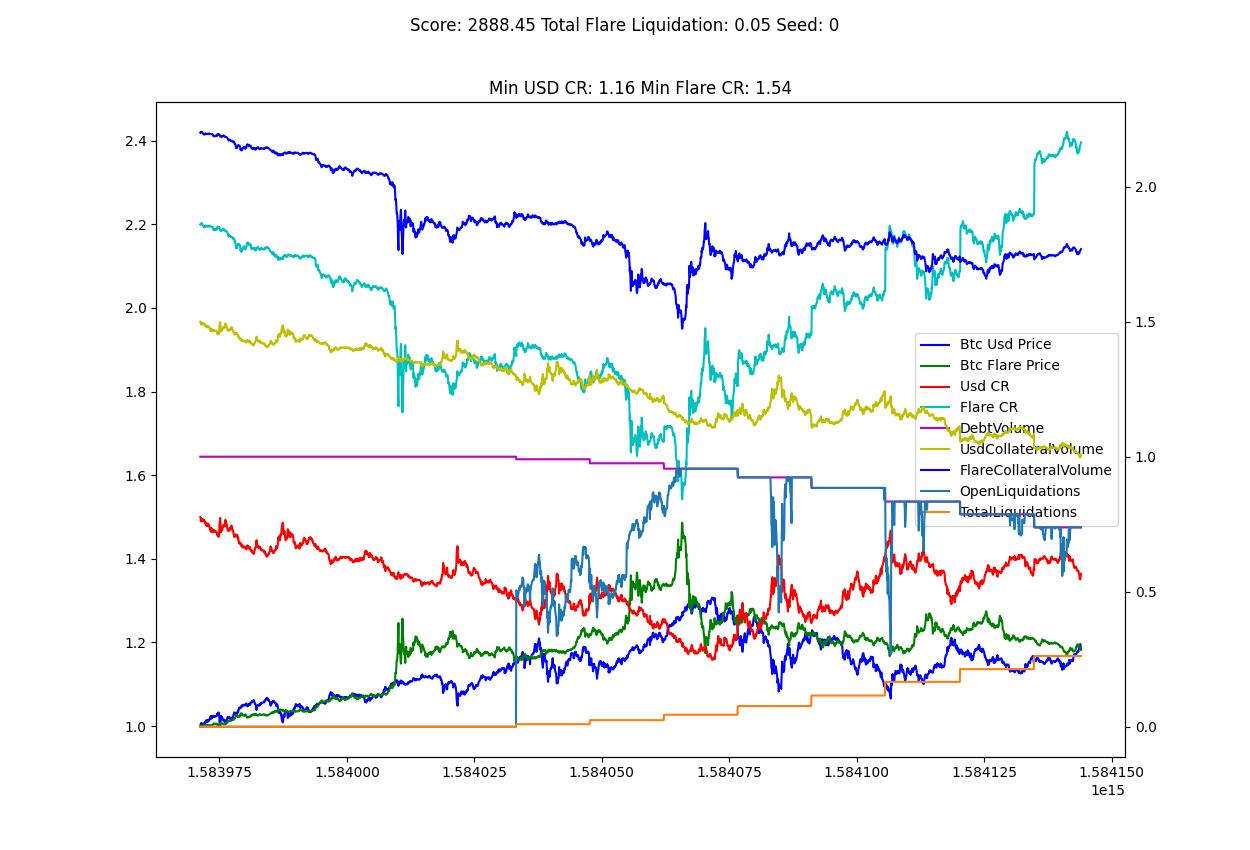 Score: 2888.45 Total Flare Liquidation: 0.05 Seed: 0
Min USD CR: 1.16 Min Flare CR: 1.54
2.4
2.2
2.0
1.8
1.6
1.4
1.2
1.0
2.0
1.5
1.0
0.5
0.0
Btc Usd Price
Btc Flare Price
Usd CR
Flare CR
DebtVolume
UsdCollateralVolume
FlareCollateralVolume
OpenLiquidations
TotalLiquidations
1.583975 1.584000 1.584025 1.584050 1.584075 1.584100 1.584125 1.584150
1e15